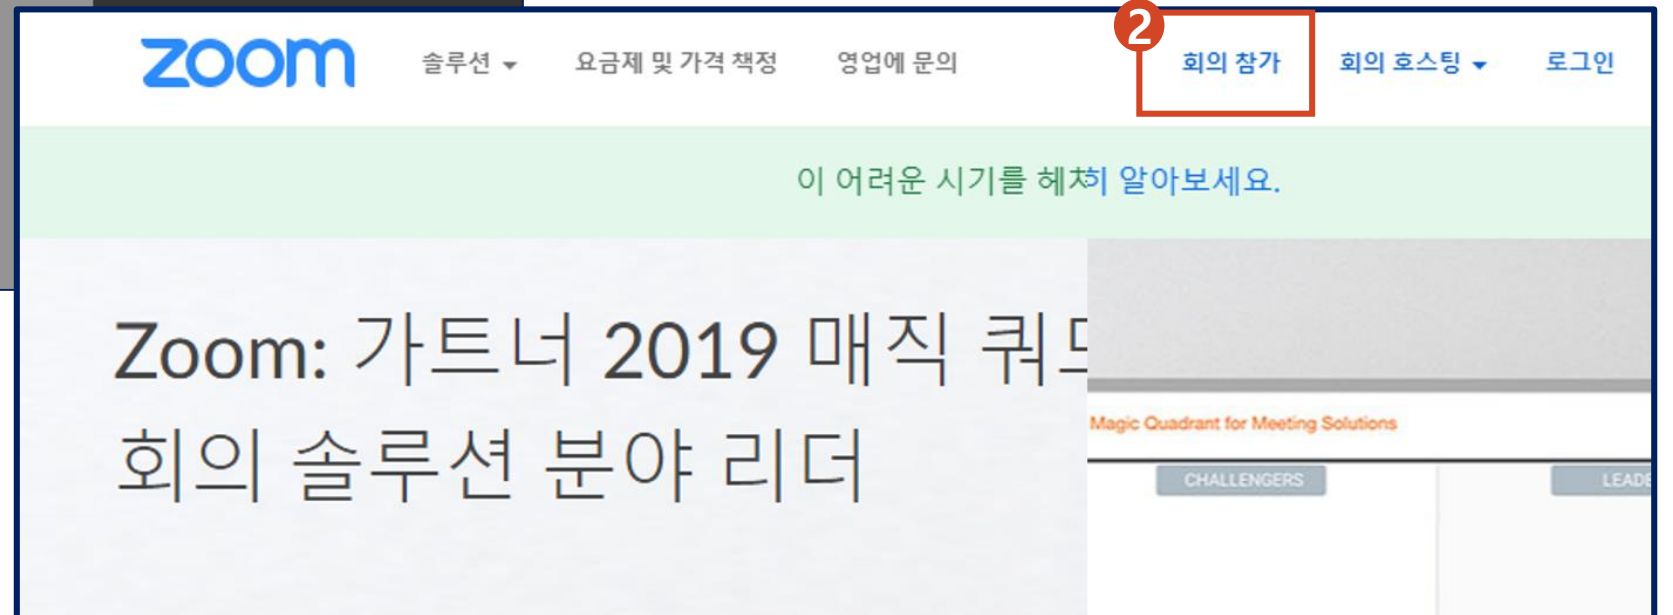 2
zoom 솔루션 요금제 및 가격 책정 영업에 문의 회의 참가 회의 호스팅 로그인
이 어려운 시기를 헤쳐 알아보세요.
Zoom: 가트너 2019 매직
회의 솔루션 분야 리더
Magic Quadrant for Meeting Solutions
CHALLENGERS